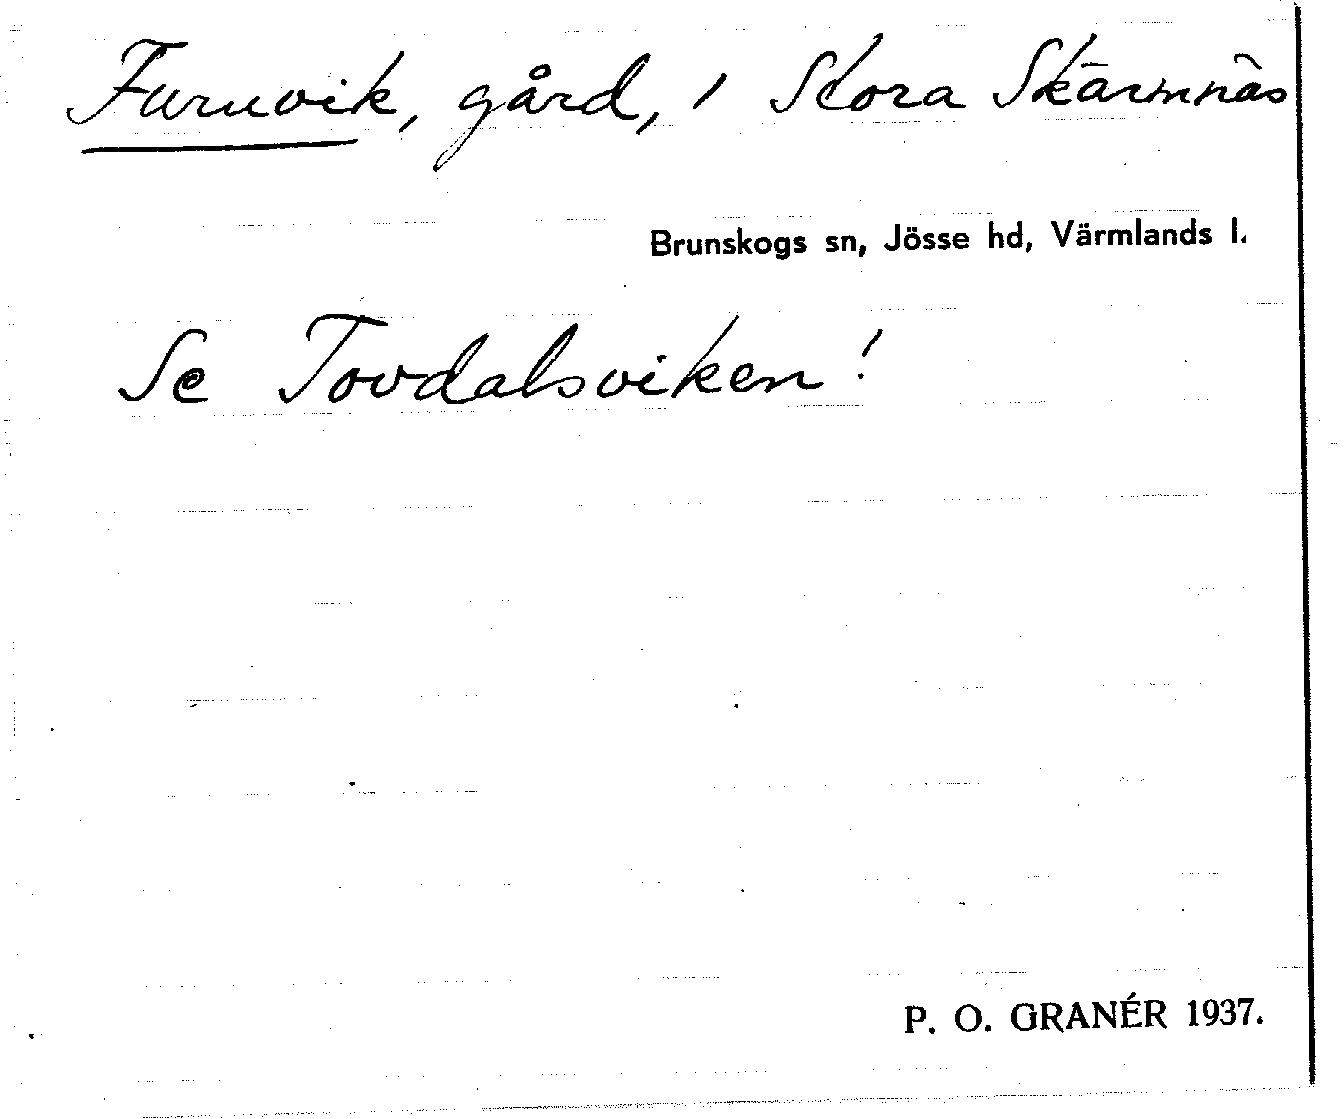 Furuvik, gård, i Stora Skärmnäs
Brunskogs sn, Jösse hd, Värmlands l.
Se Tovdalsviken!
P. O. GRANÉR 1937.